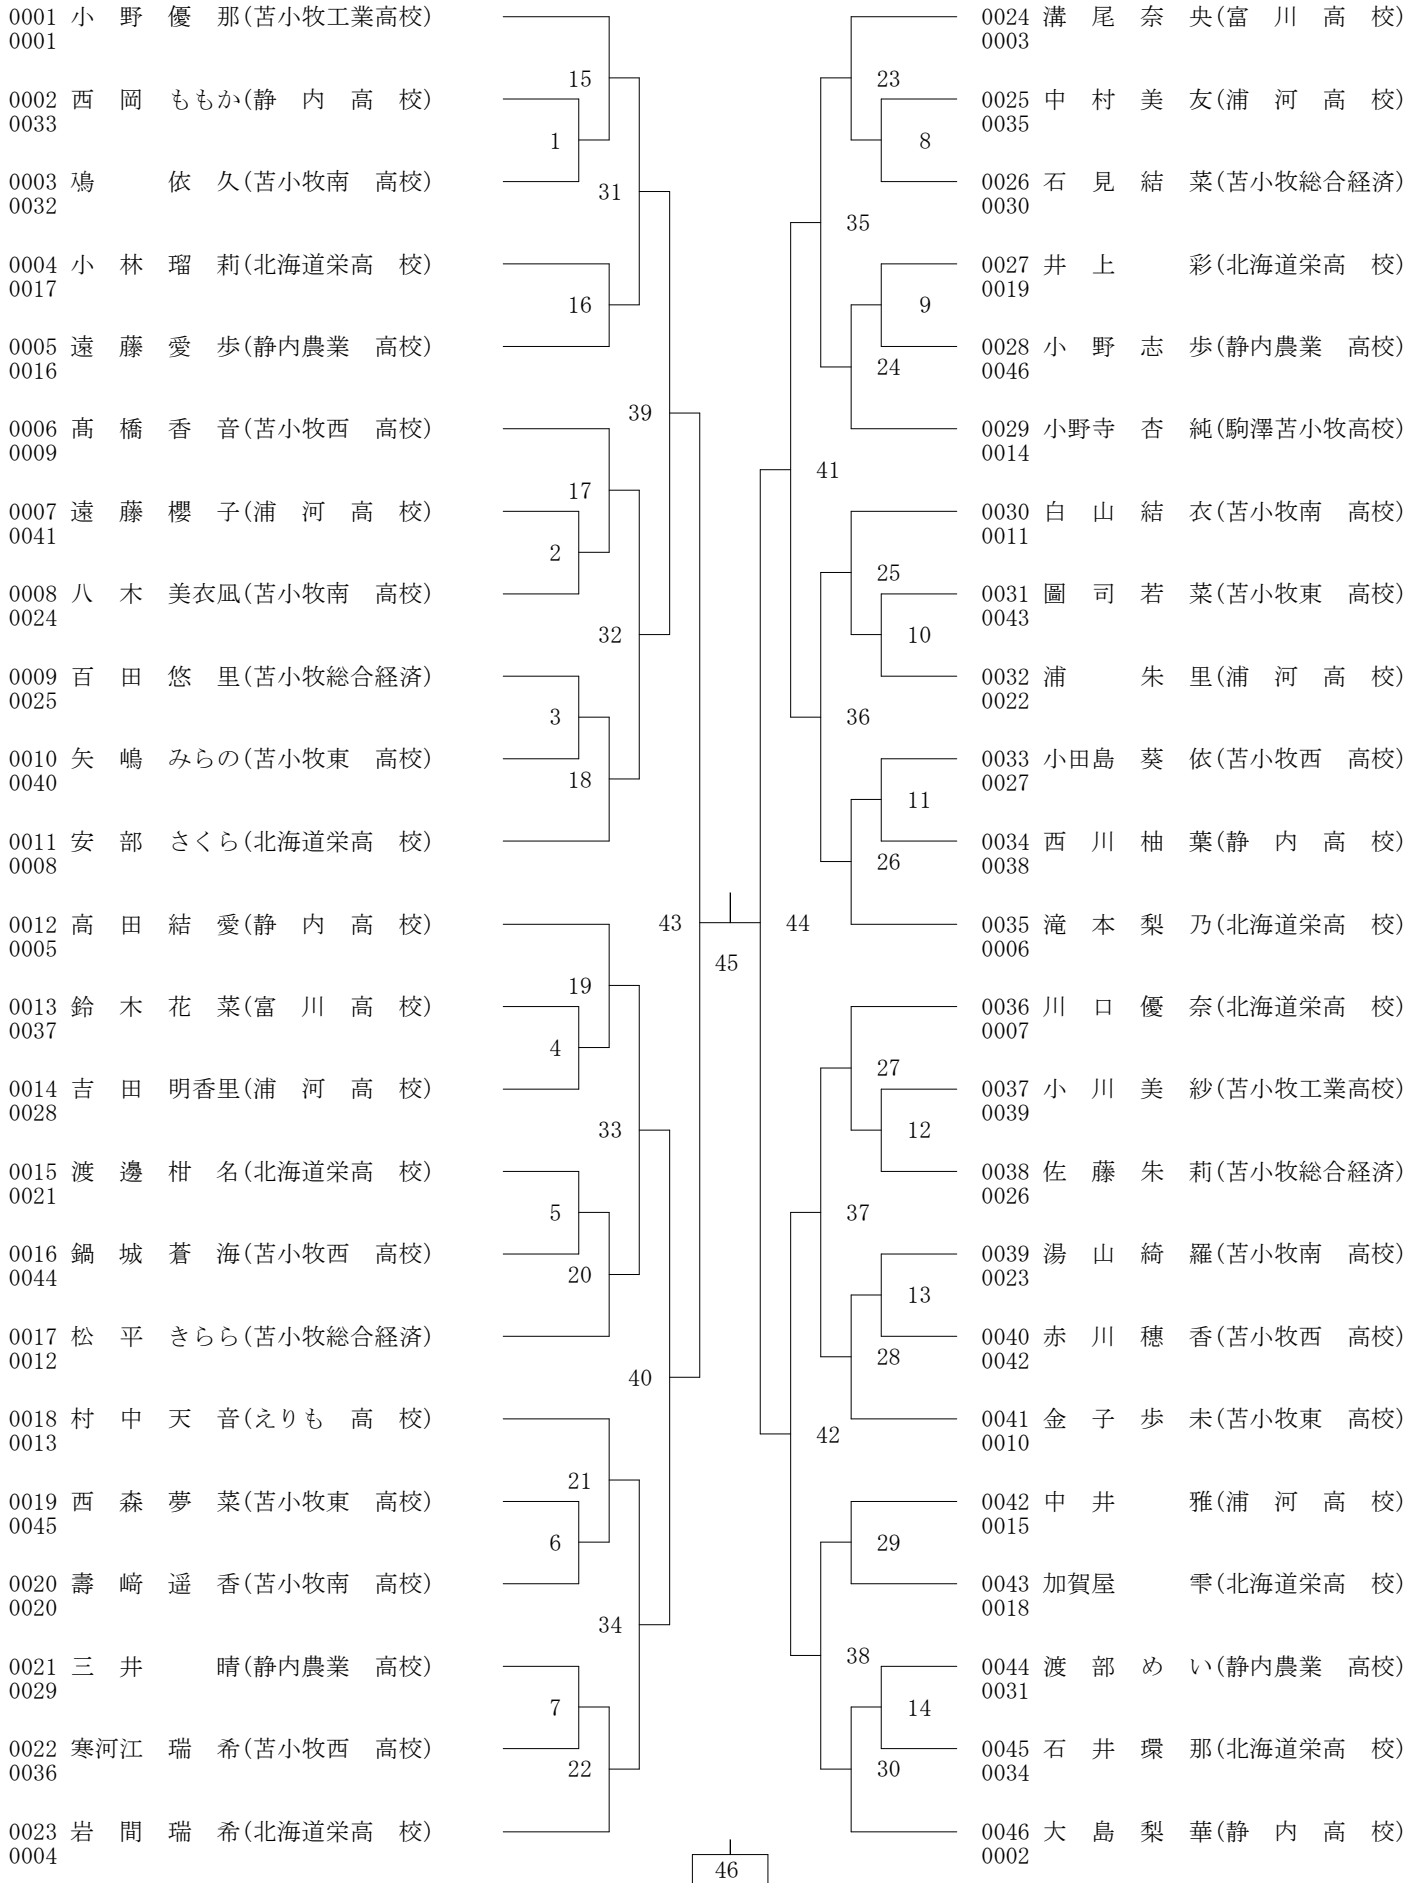 0001 小　野　優　那(苫小牧工業高校)
0001
15
0002 西　岡　ももか(静　内　高　校)
0033
1
0003 鳰　　　依　久(苫小牧南　高校)
0032
31
0004 小　林　瑠　莉(北海道栄高　校)
0017
16
0005 遠　藤　愛　歩(静内農業　高校)
0016
39
0006 髙　橋　香　音(苫小牧西　高校)
0009
17
0007 遠　藤　櫻　子(浦　河　高　校)
0041
2
0008 八　木　美衣凪(苫小牧南　高校)
0024
32
0009 百　田　悠　里(苫小牧総合経済)
0025
3
0010 矢　嶋　みらの(苫小牧東　高校)
0040
18
0011 安　部　さくら(北海道栄高　校)
0008
0012 高　田　結　愛(静　内　高　校)
0005
43
19
0013 鈴　木　花　菜(富　川　高　校)
0037
4
0014 吉　田　明香里(浦　河　高　校)
0028
33
0015 渡　邊　柑　名(北海道栄高　校)
0021
5
0016 鍋　城　蒼　海(苫小牧西　高校)
0044
20
0017 松　平　きらら(苫小牧総合経済)
0012
40
0018 村　中　天　音(えりも　高　校)
0013
21
0019 西　森　夢　菜(苫小牧東　高校)
0045
6
0020 壽　﨑　遥　香(苫小牧南　高校)
0020
34
0021 三　井　　　晴(静内農業　高校)
0029
7
0022 寒河江　瑞　希(苫小牧西　高校)
0036
22
0023 岩　間　瑞　希(北海道栄高　校)
0004
45
46
0024 溝　尾　奈　央(富　川　高　校)
0003
23
0025 中　村　美　友(浦　河　高　校)
0035
8
0026 石　見　結　菜(苫小牧総合経済)
0030
35
0027 井　上　　　彩(北海道栄高　校)
0019
9
0028 小　野　志　歩(静内農業　高校)
0046
24
0029 小野寺　杏　純(駒澤苫小牧高校)
0014
41
0030 白　山　結　衣(苫小牧南　高校)
0011
25
0031 圖　司　若　菜(苫小牧東　高校)
0043
10
0032 浦　　　朱　里(浦　河　高　校)
0022
36
0033 小田島　葵　依(苫小牧西　高校)
0027
11
0034 西　川　柚　葉(静　内　高　校)
0038
26
0035 滝　本　梨　乃(北海道栄高　校)
0006
44
0036 川　口　優　奈(北海道栄高　校)
0007
27
0037 小　川　美　紗(苫小牧工業高校)
0039
12
0038 佐　藤　朱　莉(苫小牧総合経済)
0026
37
0039 湯　山　綺　羅(苫小牧南　高校)
0023
13
0040 赤　川　穂　香(苫小牧西　高校)
0042
28
0041 金　子　歩　未(苫小牧東　高校)
0010
42
0042 中　井　　　雅(浦　河　高　校)
0015
29
0043 加賀屋　　　雫(北海道栄高　校)
0018
38
0044 渡　部　め　い(静内農業　高校)
0031
14
0045 石　井　環　那(北海道栄高　校)
0034
30
0046 大　島　梨　華(静　内　高　校)
0002